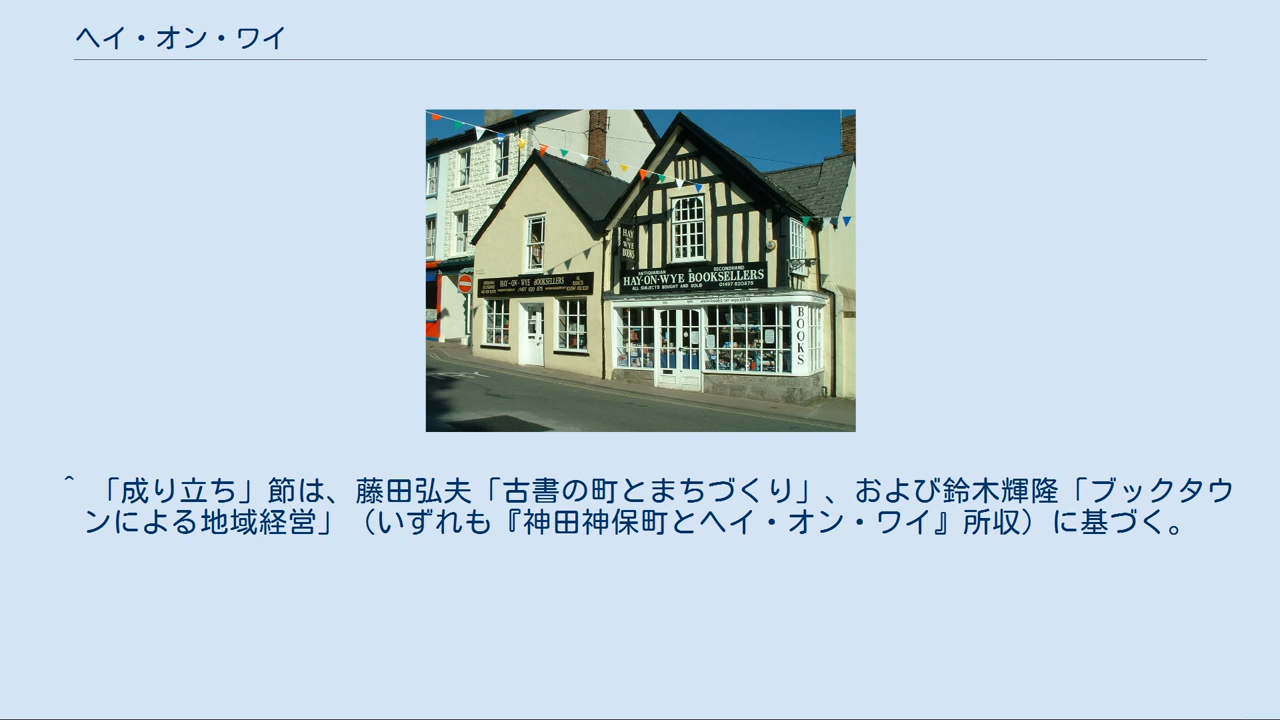 ヘイ・オン・ワイ
HAY
ON
WYE
BOOKS
HAY-ON-WYE BOOKSELLERS
ANTIQUARIAN & SECONDHAND
HAY-ON-WYE BOOKSELLERS
ALL SUBJECTS BOUGHT AND SOLD 01497 820875
BOOKS
^ 「成り立ち」節は、藤田弘夫「古書の町とまちづくり」、および鈴木輝隆「ブックタウ
ンによる地域経営」（いずれも『神田神保町とヘイ・オン・ワイ』所収）に基づく。